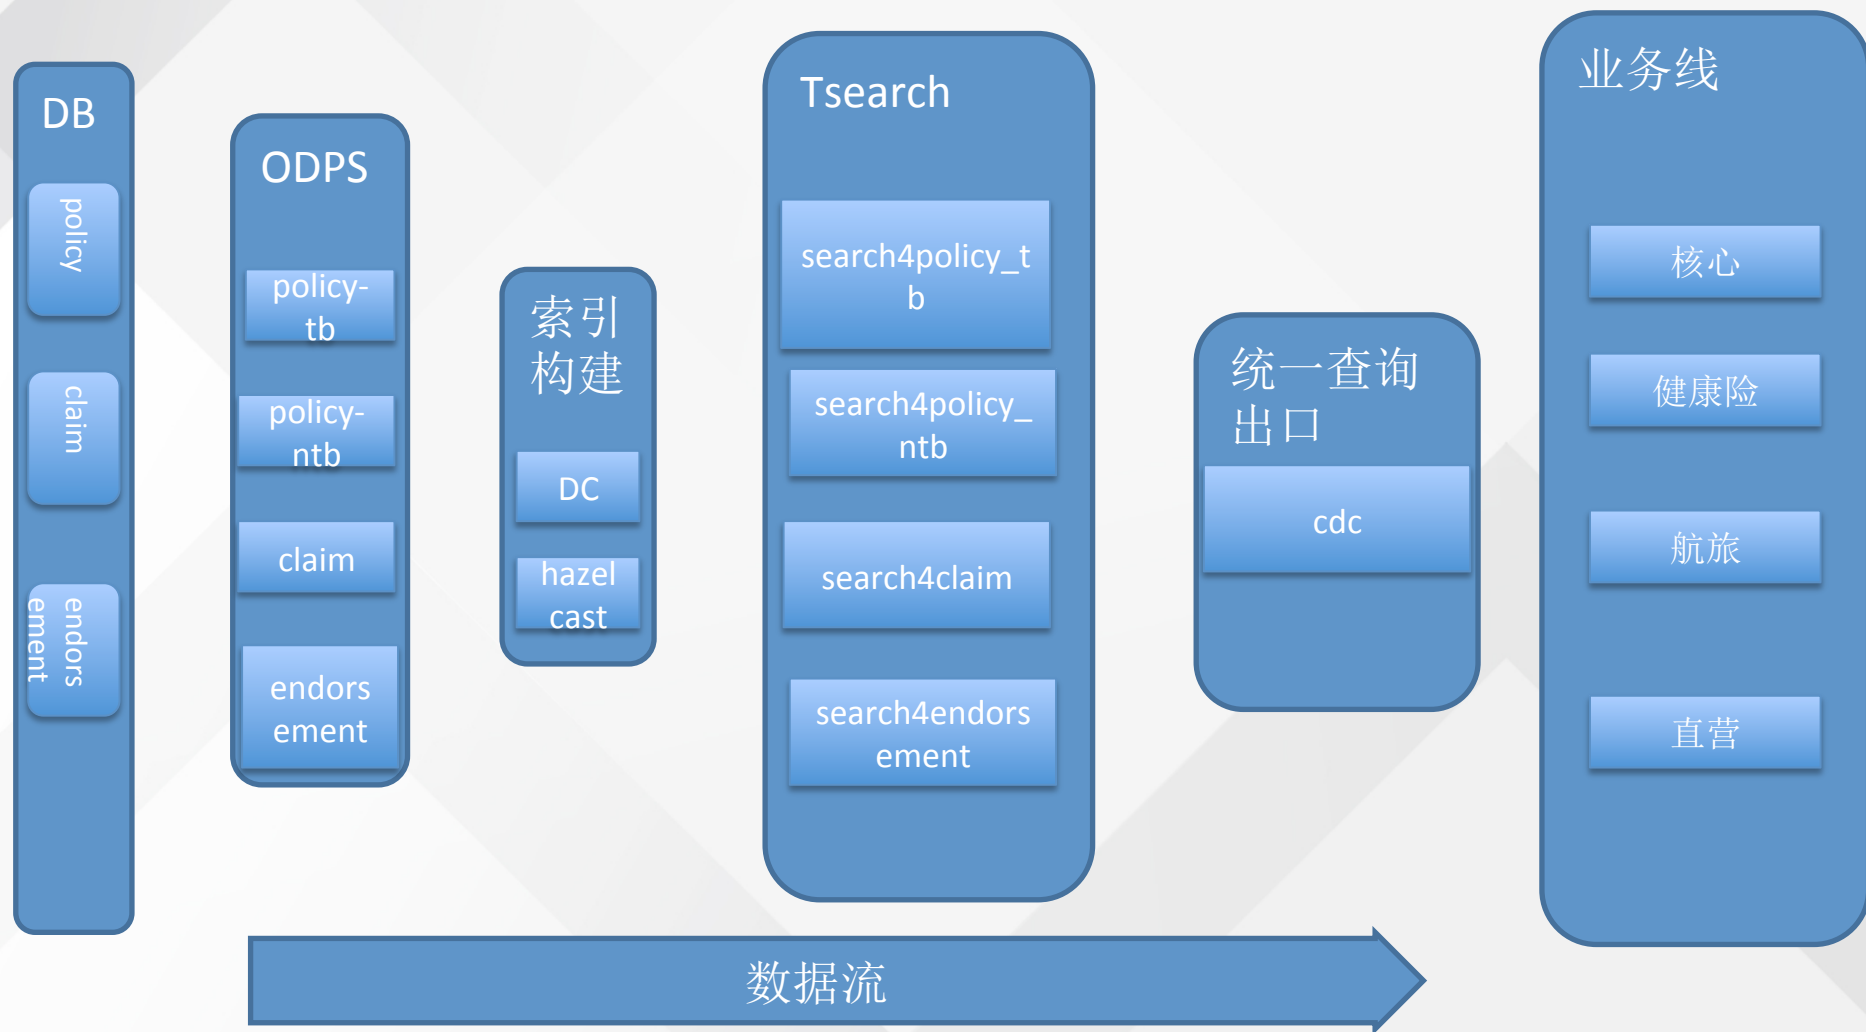 DB
policy
claim
endors
ement
ODPS
policy-
tb
policy-
ntb
claim
endors
ement
索引
构建
DC
hazel
cast
Tsearch
search4policy_t
b
search4policy_
ntb
search4claim
search4endors
ement
统一查询
出口
cdc
业务线
核心
健康险
航旅
直营
数据流